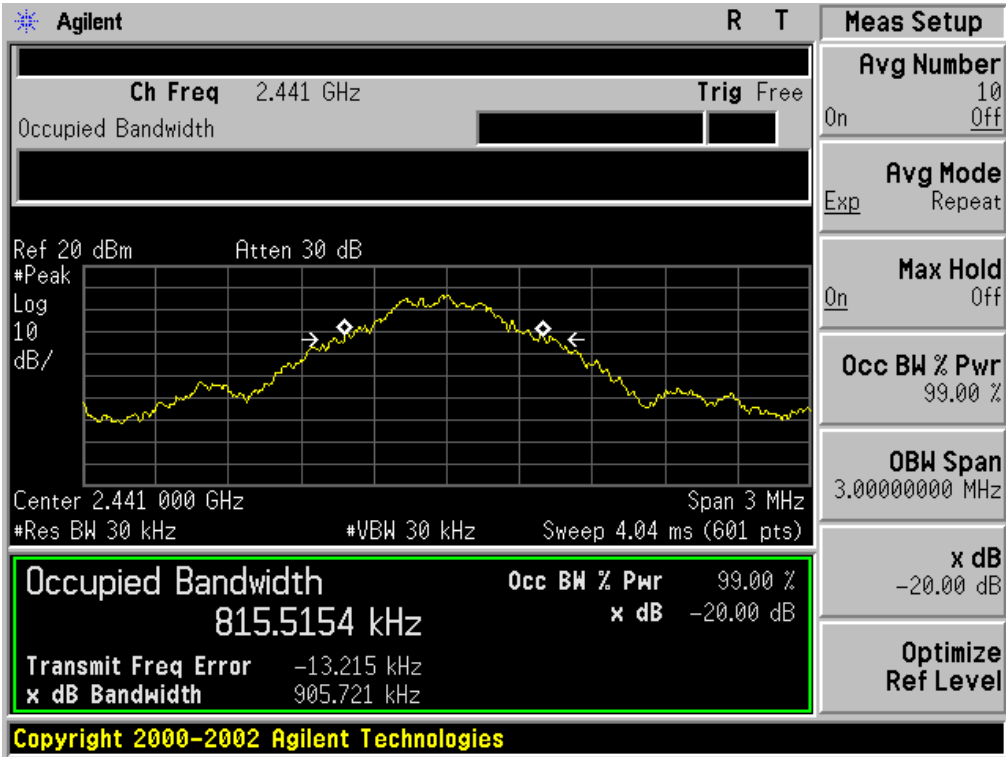 Agilent R T
Ch Freq 2.441 GHz Trig Free
Occupied Bandwidth
Ref 20 dBm Atten 30 dB
#Peak
Log
10
dB/
Center 2.441 000 GHz Span 3 MHz
#Res BW 30 kHz #VBW 30 kHz Sweep 4.04 ms (601 pts)
Occupied Bandwidth
815.5154 kHz
Occ BW % Pwr 99.00 %
x dB -20.00 dB
Transmit Freq Error -13.215 kHz
x dB Bandwidth 905.721 kHz
Copyright 2000-2002 Agilent Technologies
Meas Setup
Avg Number
10
On Off
Avg Mode
Exp Repeat
Max Hold
On Off
Occ BW % Pwr
99.00 %
OBW Span
3.00000000 MHz
x dB
-20.00 dB
Optimize
Ref Level